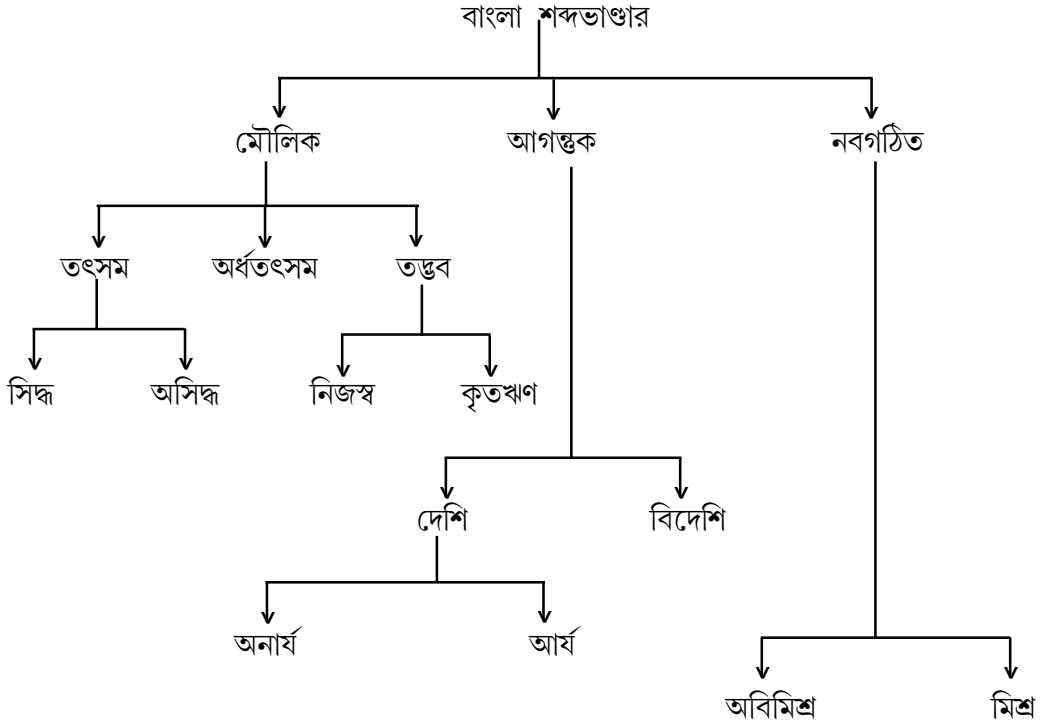 বাংলা শব্দভাণ্ডার
মৌলিক আগন্তুক নবগঠিত
তৎসম অর্ধতৎসম তদ্ভব
সিদ্ধ অসিদ্ধ নিজস্ব কৃতঋণ
দেশি বিদেশি
অনার্য আর্য
অবিমিশ্র মিশ্র